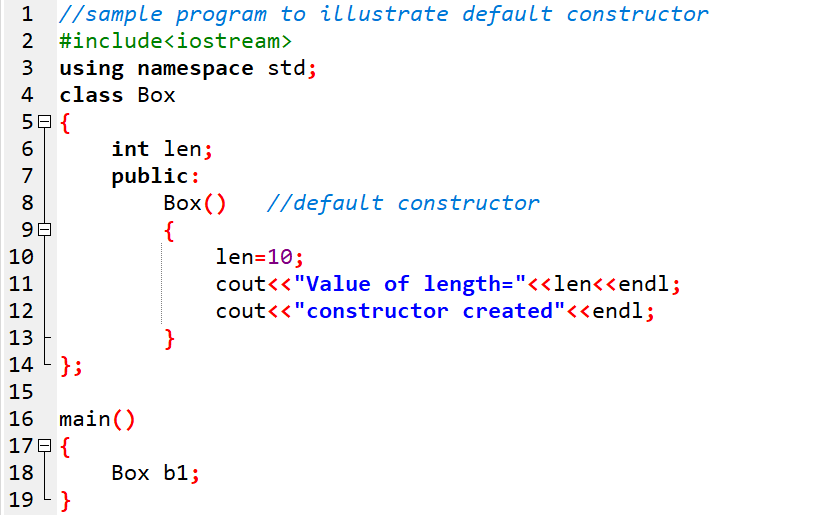 1 //sample program to illustrate default constructor
2 #include<iostream>
3 using namespace std;
4 class Box
5 {
6     int len;
7     public:
8         Box()   //default constructor
9         {
10             len=10;
11             cout<<"Value of length="<<len<<endl;
12             cout<<"constructor created"<<endl;
13         }
14 };
15
16 main()
17 {
18     Box b1;
19 }